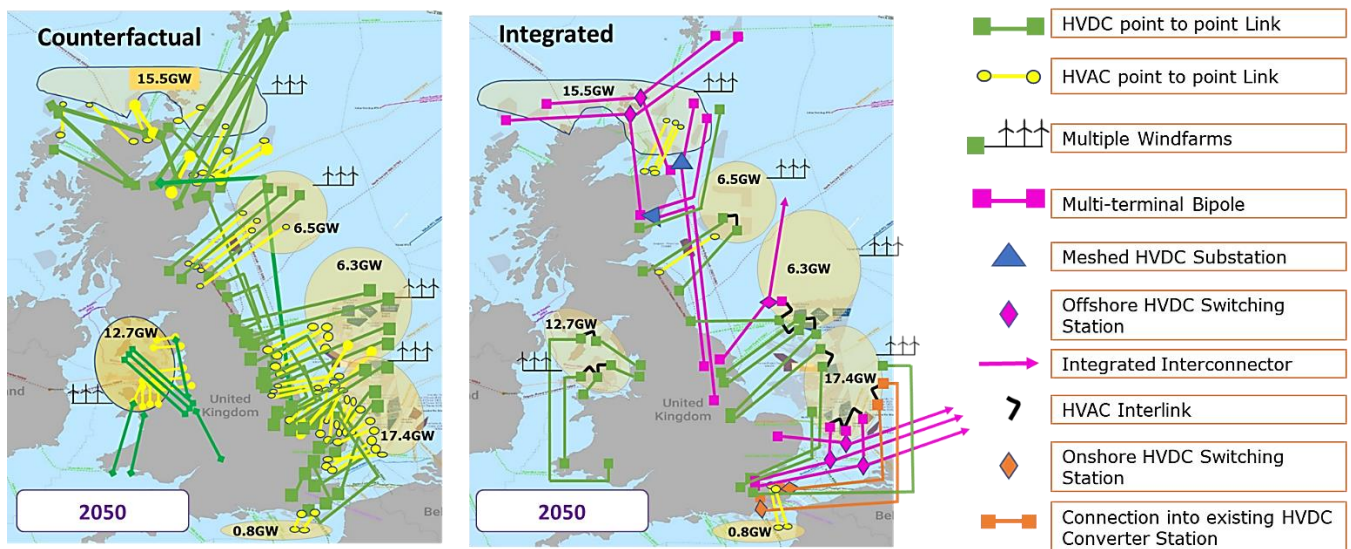 Counterfactual
15.5GW
6.5GW
6.3GW
12.7GW
United
Kingdom
17.4GW
0.8GW
2050
Integrated
15.5GW
6.5GW
6.3GW
12.7GW
United
Kingdom
17.4GW
0.8GW
2050
HVDC point to point Link
HVAC point to point Link
Multiple Windfarms
Multi-terminal Bipole
Meshed HVDC Substation
Offshore HVDC Switching
Station
Integrated Interconnector
HVAC Interlink
Onshore HVDC Switching
Station
Connection into existing HVDC
Converter Station